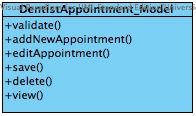 DentistAppointment_Model
+validate()
+addNewAppointment()
+editAppointment()
+save()
+delete()
+view()